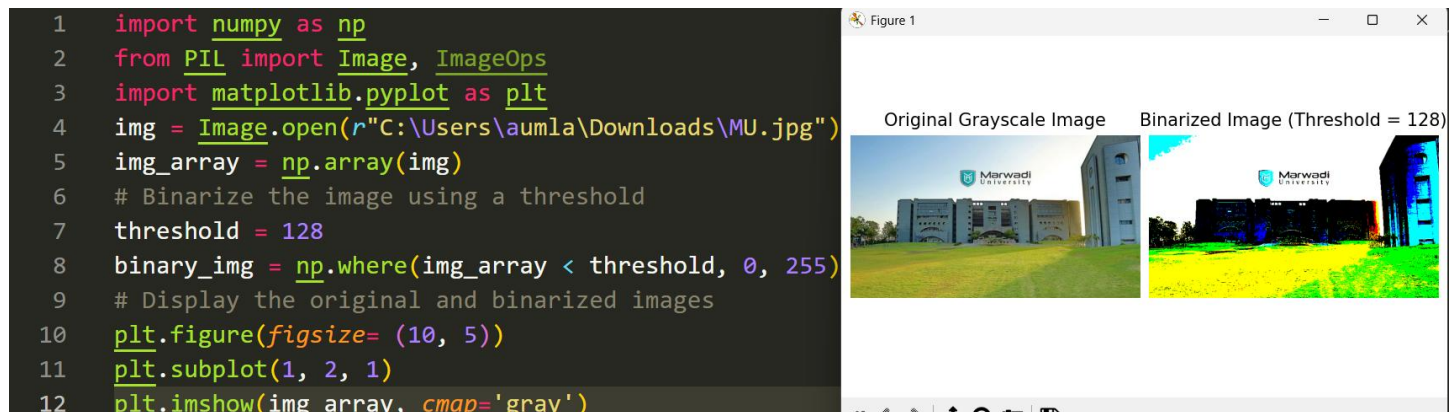 1 import numpy as np
2 from PIL import Image, ImageOps
3 import matplotlib.pyplot as plt
4 img = Image.open(r"C:\Users\aumla\Downloads\MU.jpg")
5 img_array = np.array(img)
6 # Binarize the image using a threshold
7 threshold = 128
8 binary_img = np.where(img_array < threshold, 0, 255)
9 # Display the original and binarized images
10 plt.figure(figsize= (10, 5))
11 plt.subplot(1, 2, 1)
12 plt.imshow(img_array, cmap='gray')
Figure 1
Original Grayscale Image
Binarized Image (Threshold = 128)
Marwadi
University
Marwadi
University